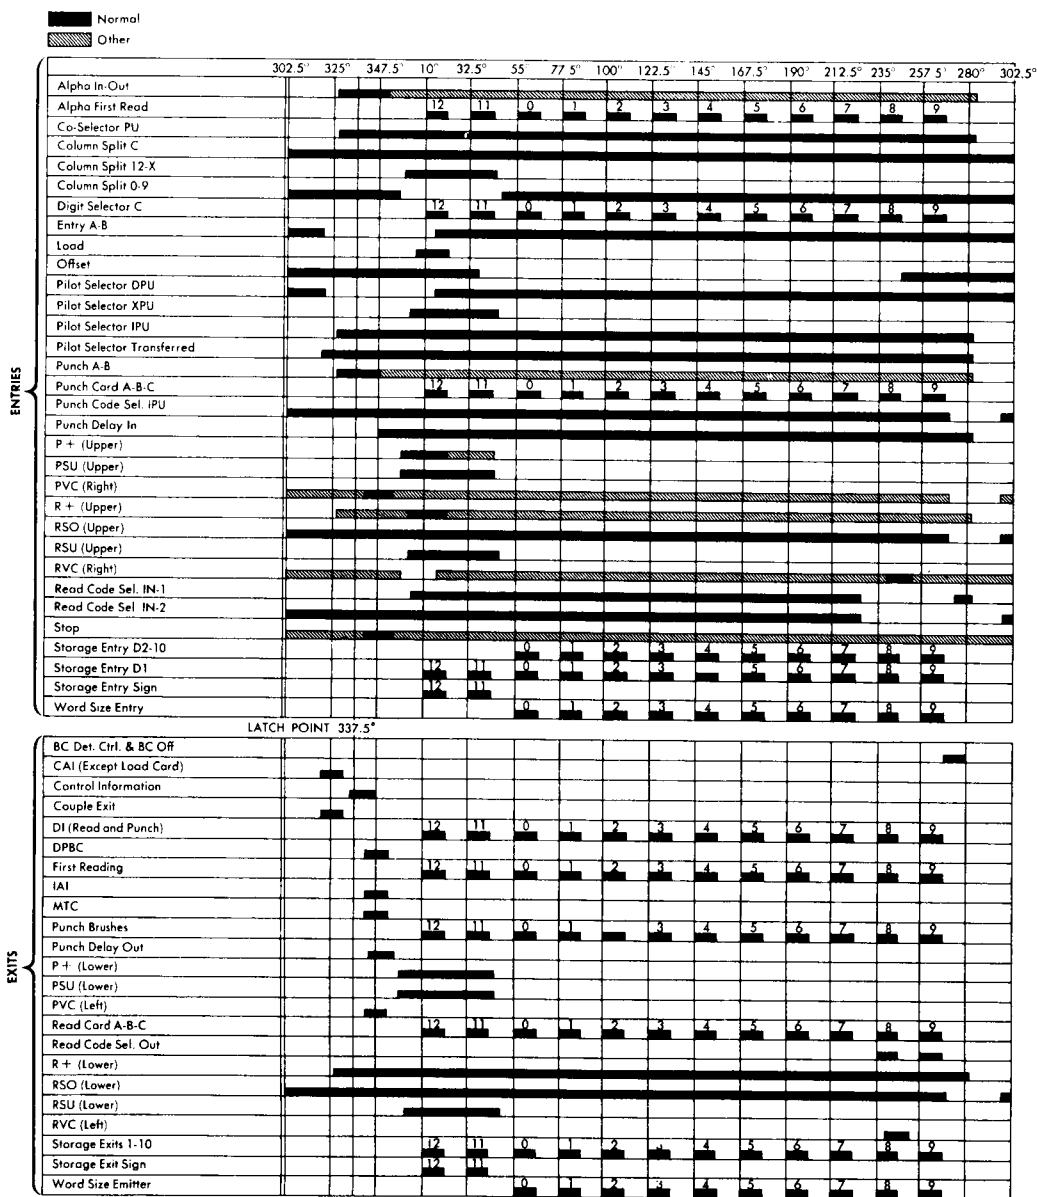 Normal
Other
302.5° 325° 347.5° 10° 32.5° 55° 77.5° 100° 122.5 145° 167.5° 190° 212.5° 235° 257.5° 280° 302.5°
ENTRIES
Alpha In-Out
Alpha First Read 12 11 0 1 2 3 4 5 6 7 8 9
Co-Selector PU
Column Split C
Column Split 12-X
Column Split 0-9
Digit Selector C 12 11 0 1 2 3 4 5 6 7 8 9
Entry A-B
Load
Offset
Pilot Selector DPU
Pilot Selector XPU
Pilot Selector IPU
Pilot Selector Transferred
Punch A-B
Punch Card A-B-C 12 11 0 1 2 3 4 5 6 7 8 9
Punch Code Sel. IPU
Punch Delay In
P + (Upper)
PSU (Upper)
PVC (Right)
R + (Upper)
RSO (Upper)
RSU (Upper)
RVC (Right)
Read Code Sel. IN-1
Read Code Sel IN-2
Stop
Storage Entry D2-10 0 1 2 3 4 5 6 7 8 9
Storage Entry D1 12 11 0 1 2 3 5 6 7 8 9
Storage Entry Sign 12 11
Word Size Entry 0 1 2 3 4 5 6 7 8 9
LATCH POINT 337.5°
EXITS
BC Det. Ctrl. & BC Off
CAI (Except Load Card)
Control Information
Couple Exit
DI (Read and Punch) 12 11 0 1 2 3 4 5 6 7 8 9
DPBC
First Reading 12 11 0 1 2 3 4 5 6 7 8 9
IAI
MTC
Punch Brushes 12 11 0 1 3 4 5 6 7 8 9
Punch Delay Out
P + (Lower)
PSU (Lower)
PVC (Left)
Read Card A-B-C 12 11 0 1 2 3 4 5 6 7 8 9
Read Code Sel. Out
R + (Lower)
RSO (Lower)
RSU (Lower)
RVC (Left)
Storage Exits 1-10 12 11 0 1 2 4 5 6 7 8 9
Storage Exit Sign 12 11
Word Size Emitter 0 1 2 3 4 5 6 7 8 9